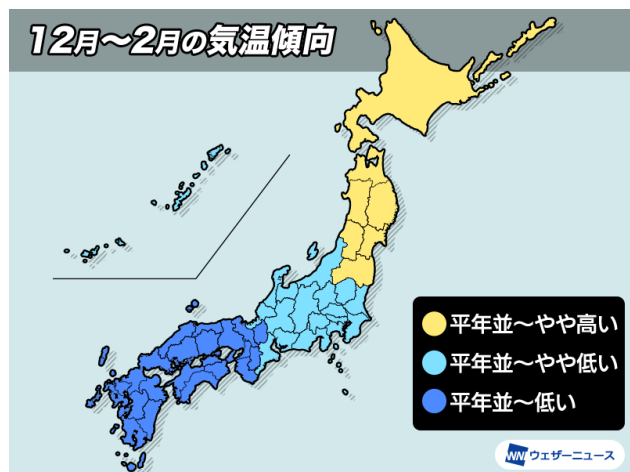 12月～2月の気温傾向
平年並～やや高い
平年並～やや低い
平年並～低い
WN ウェザーニュース